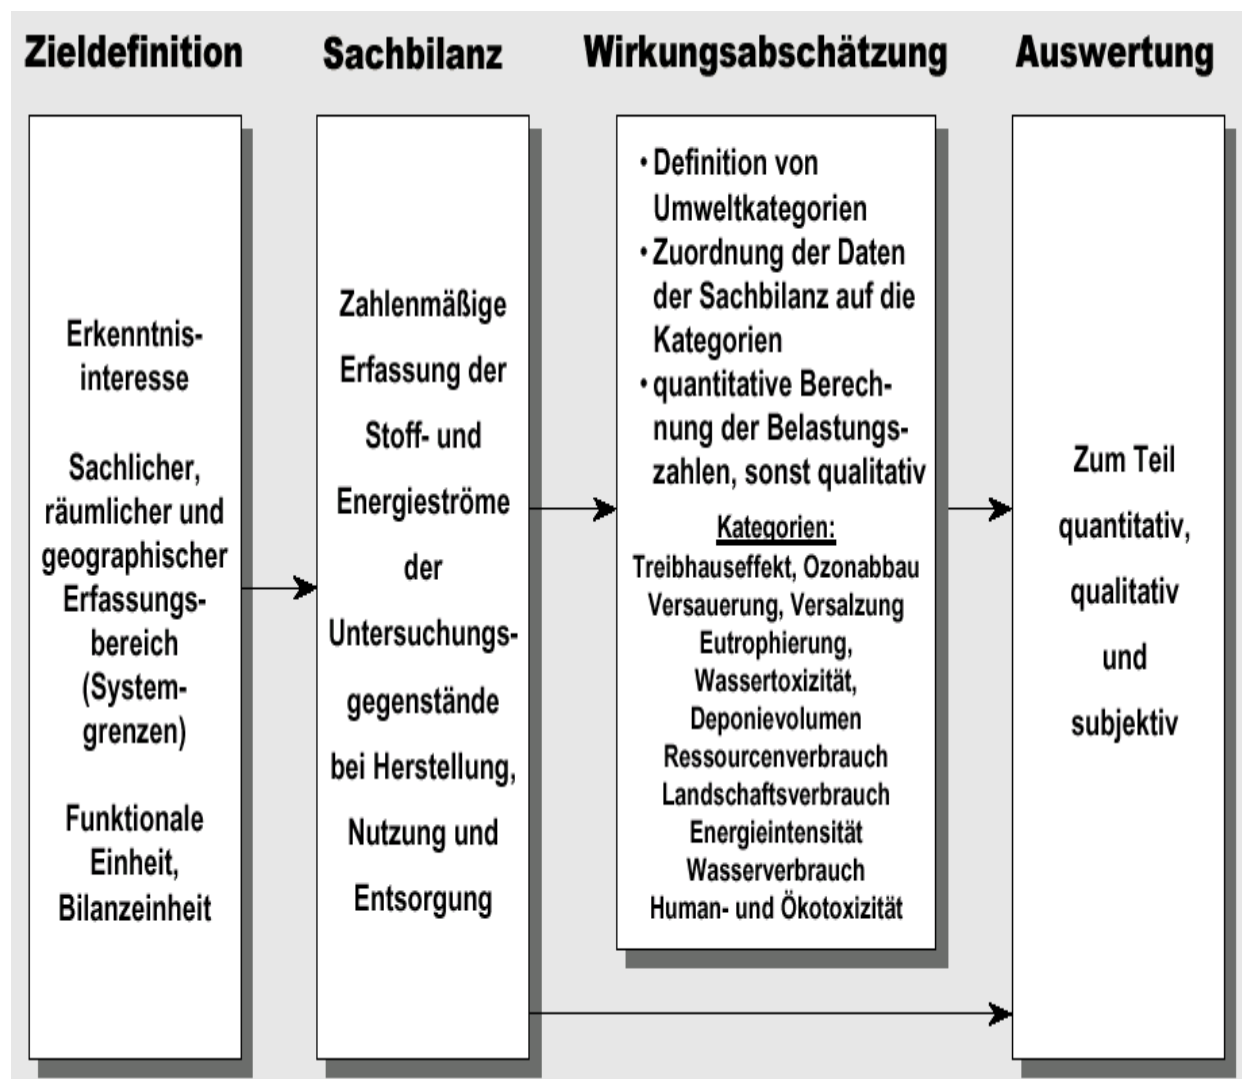 Zieldefinition
Erkenntnis-
interesse
Sachlicher,
räumlicher und
geographischer
Erfassungs-
bereich
(System-
grenzen)
Funktionale
Einheit,
Bilanzeinheit
Sachbilanz
Zahlenmäßige
Erfassung der
Stoff- und
Energieströme
der
Untersuchungs-
gegenstände
bei Herstellung,
Nutzung und
Entsorgung
Wirkungsabschätzung
• Definition von
Umweltkategorien
• Zuordnung der Daten
der Sachbilanz auf die
Kategorien
• quantitative Berech-
nung der Belastungs-
zahlen, sonst qualitativ
Kategorien:
Treibhauseffekt, Ozonabbau
Versauerung, Versalzung
Eutrophierung,
Wassertoxizität,
Deponievolumen
Ressourcenverbrauch
Landschaftsverbrauch
Energieintensität
Wasserverbrauch
Human- und Ökotoxizität
Auswertung
Zum Teil
quantitativ,
qualitativ
und
subjektiv